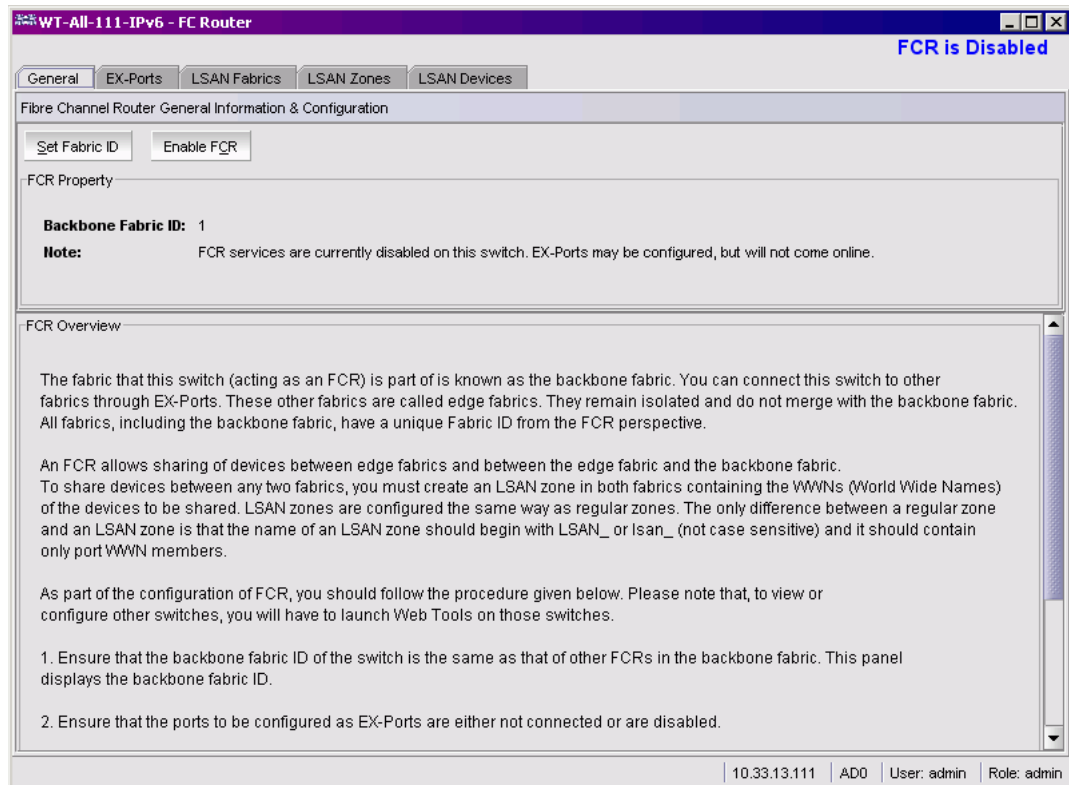 WT-All-111-IPv6 - FC Router
FCR is Disabled
General EX-Ports LSAN Fabrics LSAN Zones LSAN Devices
Fibre Channel Router General Information & Configuration
Set Fabric ID Enable FCR
FCR Property
Backbone Fabric ID: 1
Note: FCR services are currently disabled on this switch. EX-Ports may be configured, but will not come online.
FCR Overview
The fabric that this switch (acting as an FCR) is part of is known as the backbone fabric. You can connect this switch to other
fabrics through EX-Ports. These other fabrics are called edge fabrics. They remain isolated and do not merge with the backbone fabric.
All fabrics, including the backbone fabric, have a unique Fabric ID from the FCR perspective.
An FCR allows sharing of devices between edge fabrics and between the edge fabric and the backbone fabric.
To share devices between any two fabrics, you must create an LSAN zone in both fabrics containing the WWNs (World Wide Names)
of the devices to be shared. LSAN zones are configured the same way as regular zones. The only difference between a regular zone
and an LSAN zone is that the name of an LSAN zone should begin with LSAN_ or lsan_ (not case sensitive) and it should contain
only port WWN members.
As part of the configuration of FCR, you should follow the procedure given below. Please note that, to view or
configure other switches, you will have to launch Web Tools on those switches.
1. Ensure that the backbone fabric ID of the switch is the same as that of other FCRs in the backbone fabric. This panel
displays the backbone fabric ID.
2. Ensure that the ports to be configured as EX-Ports are either not connected or are disabled.
10.33.13.111 AD0 User: admin Role: admin